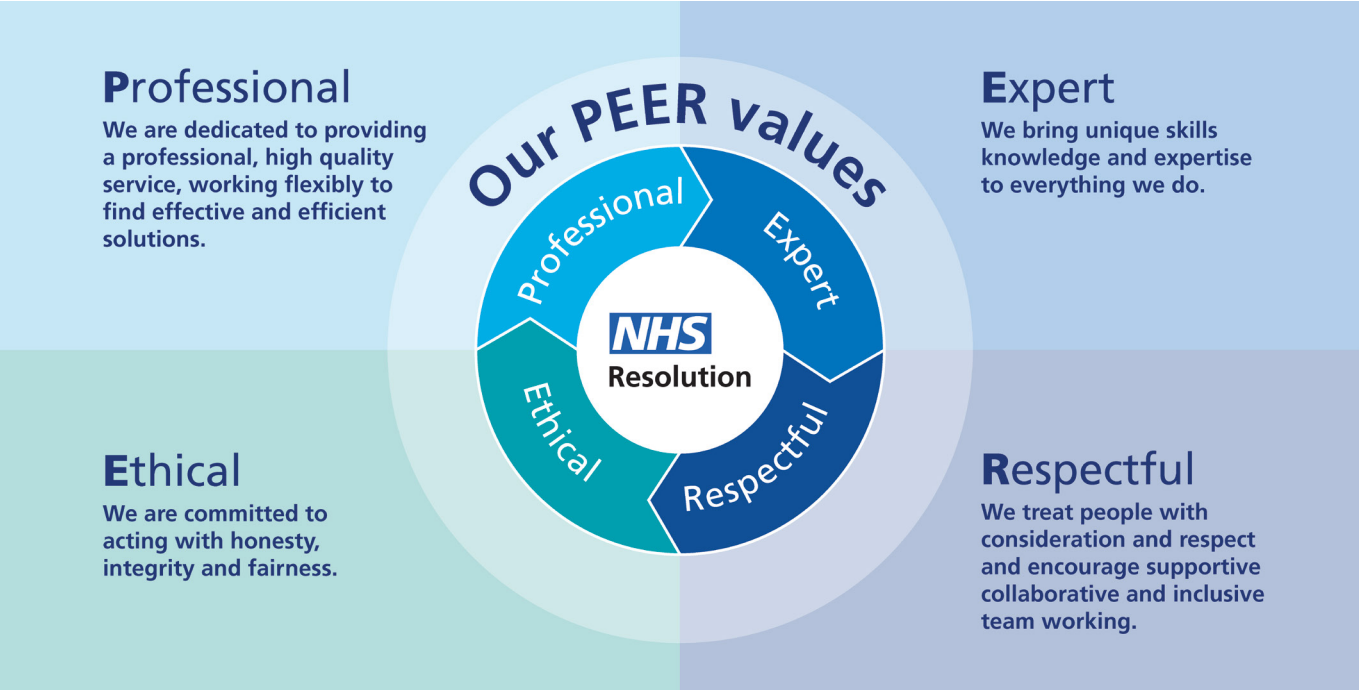 Our PEER values
Professional
We are dedicated to providing
a professional, high quality
service, working flexibly to
find effective and efficient
solutions.
Expert
We bring unique skills
knowledge and expertise
to everything we do.
Professional
Expert
NHS
Resolution
Ethical
Respectful
Ethical
We are committed to
acting with honesty,
integrity and fairness.
Respectful
We treat people with
consideration and respect
and encourage supportive
collaborative and inclusive
team working.